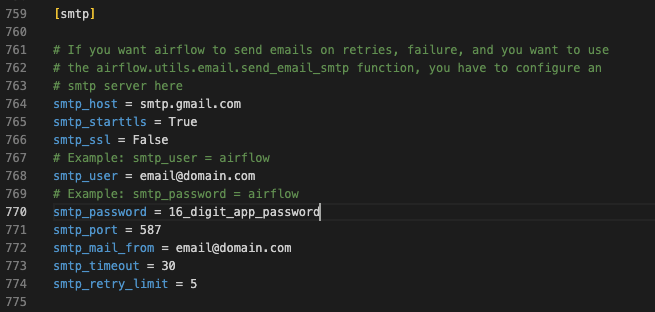 759 [smtp]
760
761 # If you want airflow to send emails on retries, failure, and you want to use
762 # the airflow.utils.email.send_email_smtp function, you have to configure an
763 # smtp server here
764 smtp_host = smtp.gmail.com
765 smtp_starttls = True
766 smtp_ssl = False
767 # Example: smtp_user = airflow
768 smtp_user = email@domain.com
769 # Example: smtp_password = airflow
770 smtp_password = 16_digit_app_password
771 smtp_port = 587
772 smtp_mail_from = email@domain.com
773 smtp_timeout = 30
774 smtp_retry_limit = 5
775